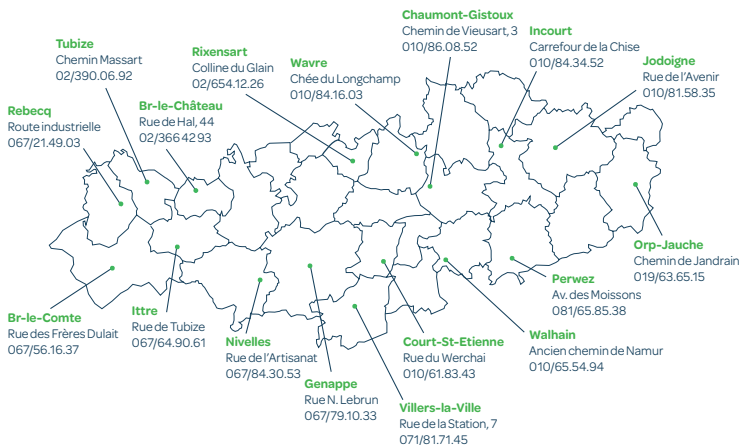 Chaumont-Gistoux
Chemin de Vieusart, 3
010/86.08.52
Incourt
Carrefour de la Chise
010/84.34.52
Tubize
Chemin Massart
02/390.06.92
Rixensart
Colline du Glain
02/654.12.26
Wavre
Chée du Longchamp
010/84.16.03
Jodoigne
Rue de l'Avenir
010/81.58.35
Rebecq
Route industrielle
067/21.49.03
Br-le-Château
Rue de Hal, 44
02/366 42 93
Orp-Jauche
Chemin de Jandrain
019/63.65.15
Perwez
Av. des Moissons
081/65.85.38
Br-le-Comte
Rue des Frères Dulait
067/56.16.37
Ittre
Rue de Tubize
067/64.90.61
Nivelles
Rue de l'Artisanat
067/84.30.53
Court-St-Etienne
Rue du Werchai
010/61.83.43
Walhain
Ancien chemin de Namur
010/65.54.94
Genappe
Rue N. Lebrun
067/79.10.33
Villers-la-Ville
Rue de la Station, 7
071/81.71.45